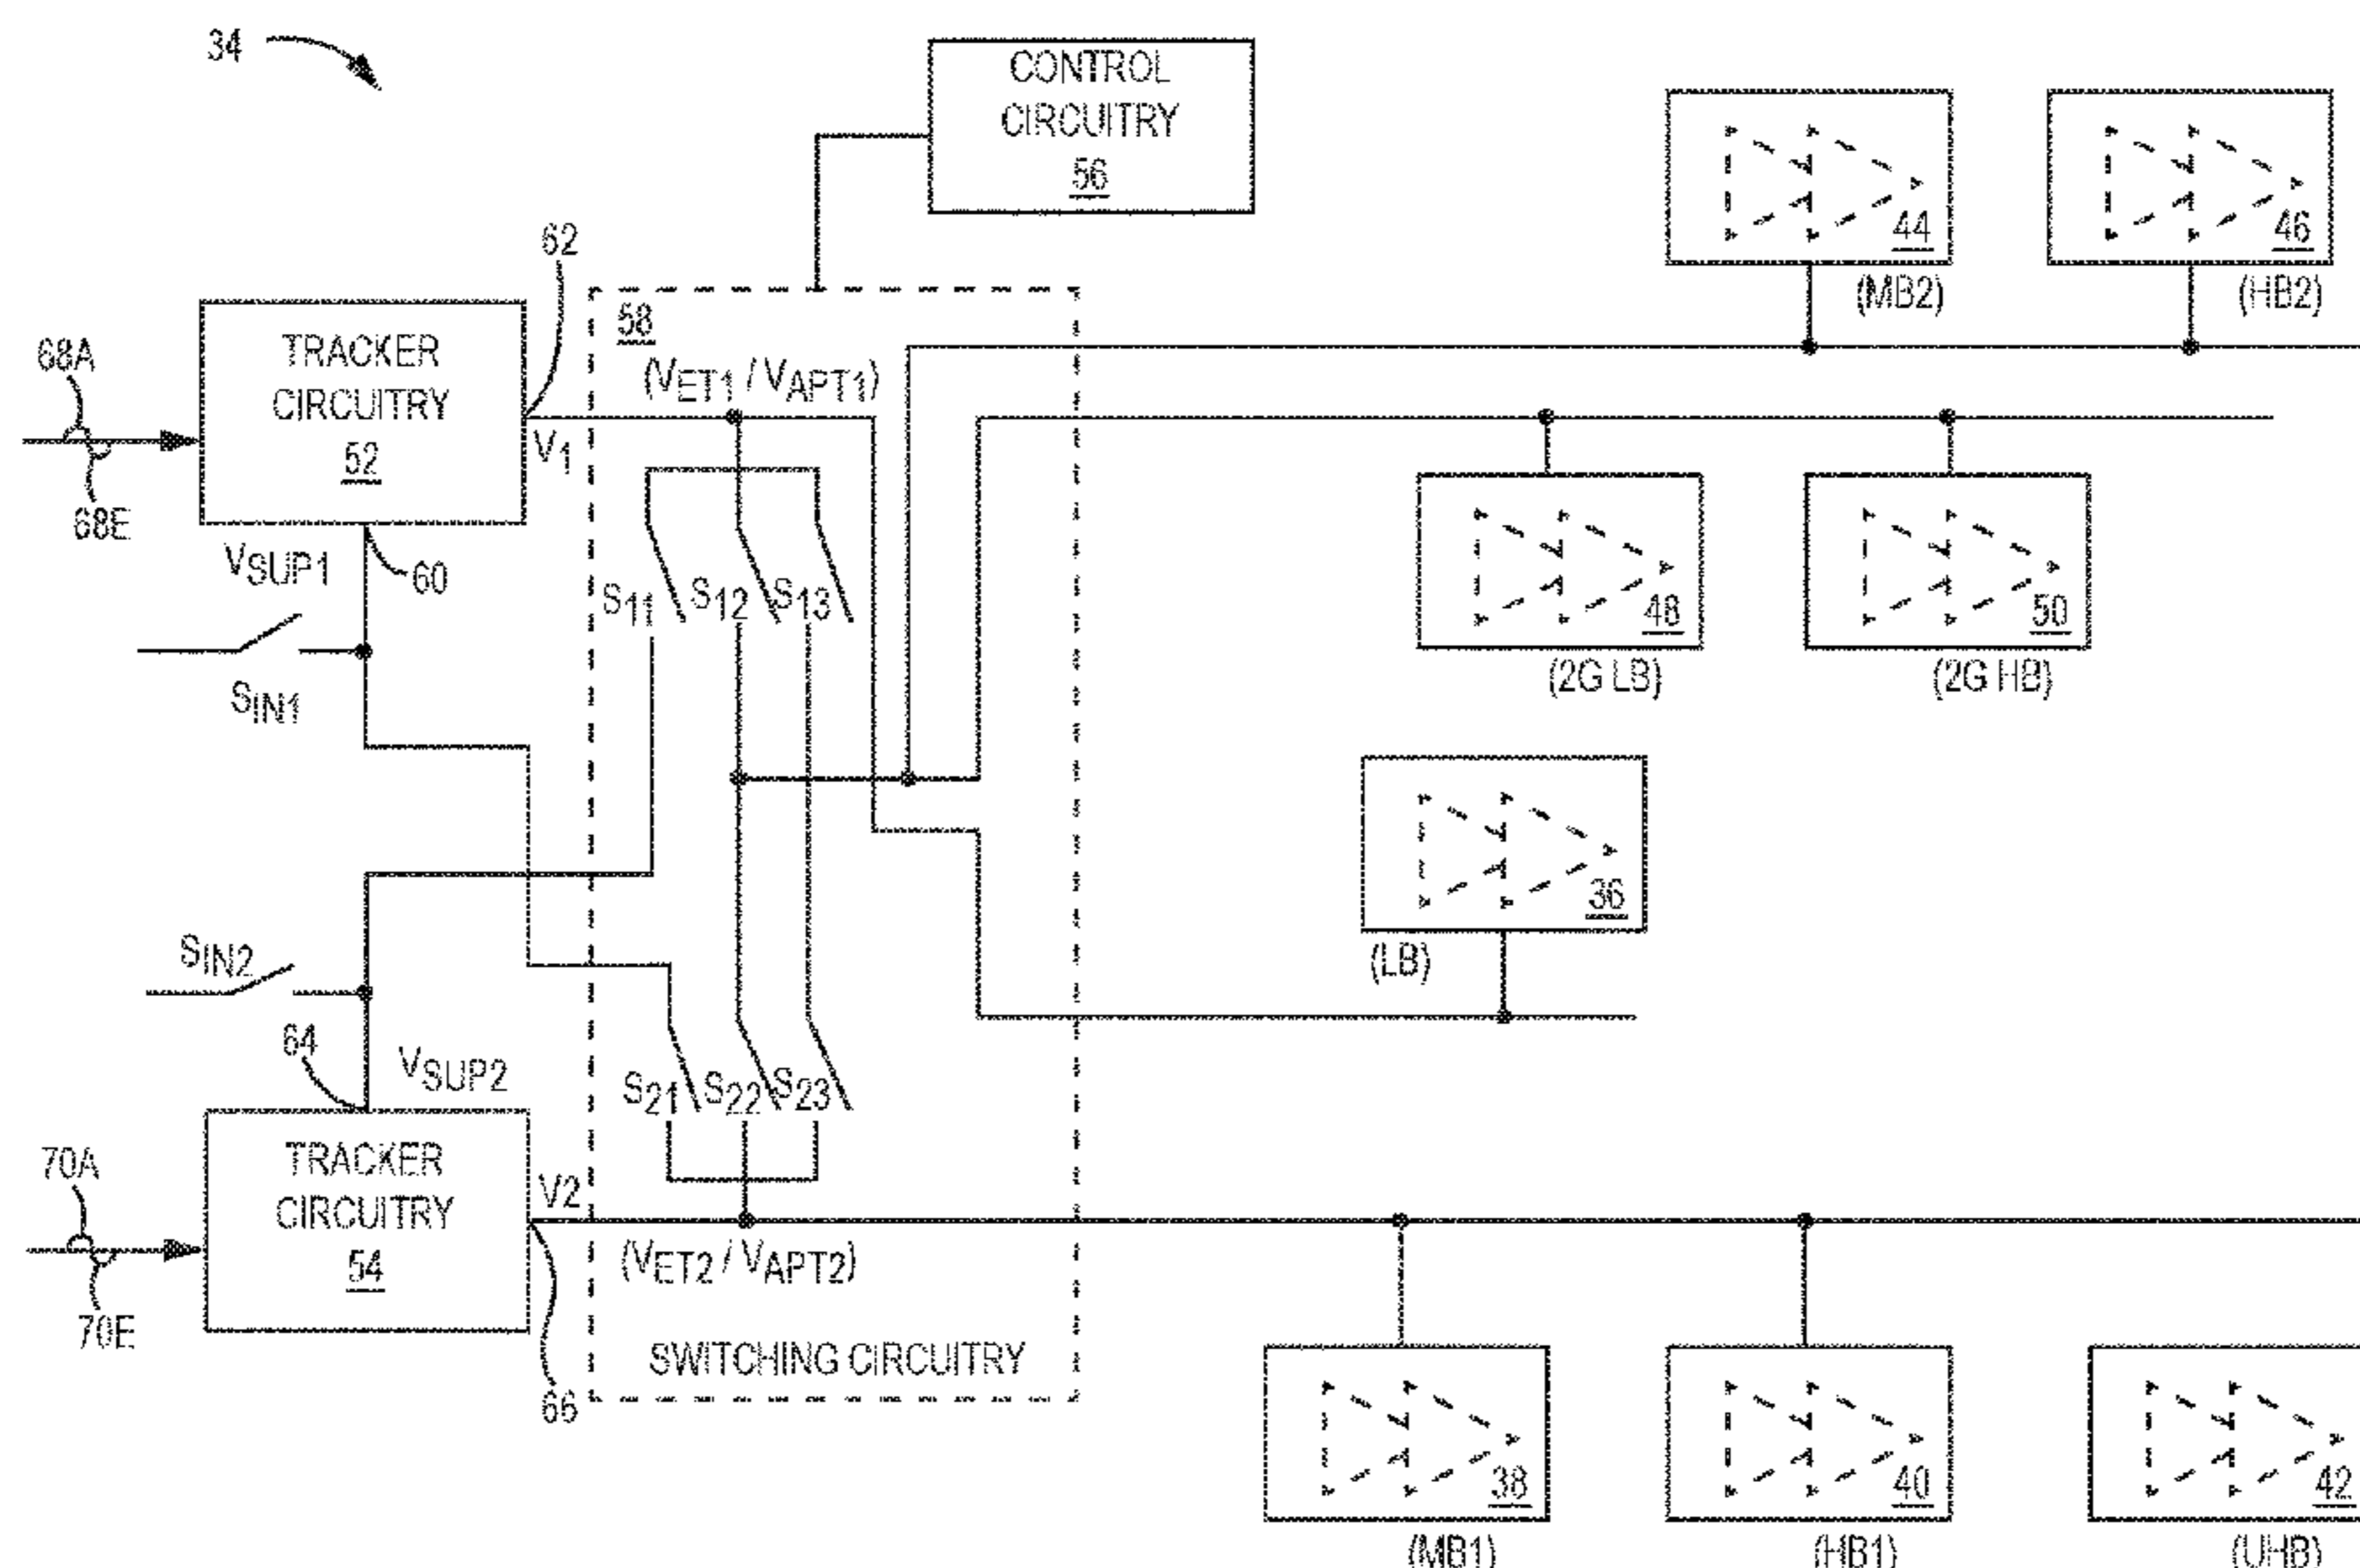 34
CONTROL
CIRCUITRY
56
44
(MB2)
46
(HB2)
62
58
TRACKER
CIRCUITRY
52
68A
68E
(VET1 / VAPT1)
V1
VSUP1
60
S11
S12
S13
SIN1
48
(2G LB)
50
(2G HB)
36
(LB)
SIN2
64
VSUP2
S21
S22
S23
TRACKER
CIRCUITRY
54
70A
70E
V2
(VET2 / VAPT2)
66
SWITCHING CIRCUITRY
38
(MB1)
40
(HB1)
42
(UHB)